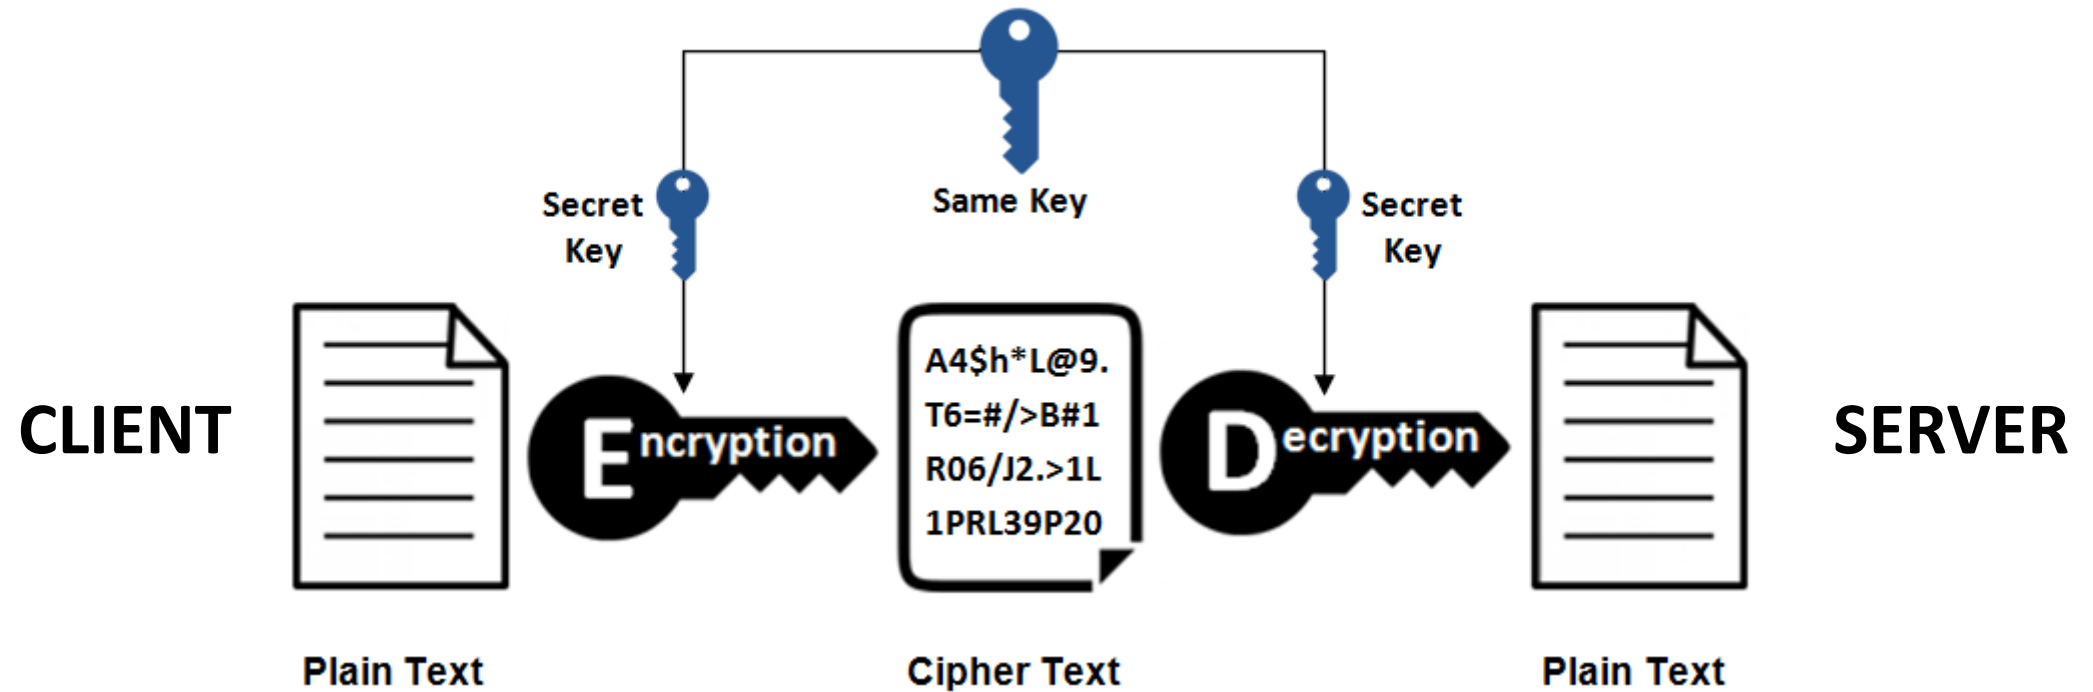 Same Key
Secret
Key
Secret
Key
CLIENT
Encryption
A4$h*L@9.
T6=#/>B#1
R06/J2.>1L
1PRL39P20
Decryption
SERVER
Plain Text
Cipher Text
Plain Text